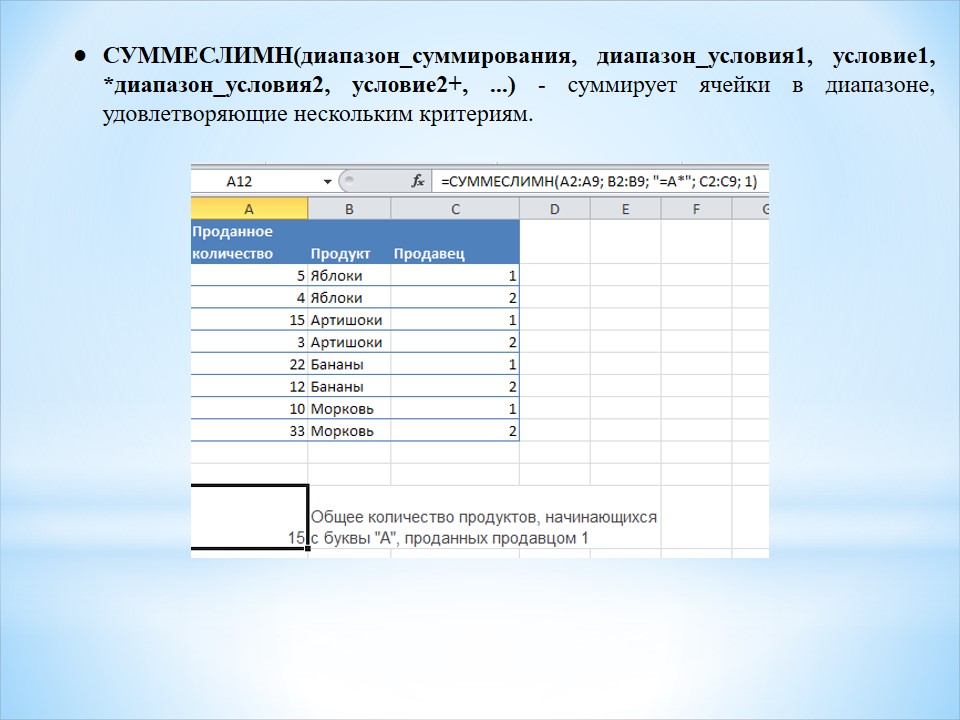 ● СУММЕСЛИМН(диапазон_суммирования, диапазон_условия1, условие1,
*диапазон_условия2, условие2+, ...) - суммирует ячейки в диапазоне,
удовлетворяющие нескольким критериям.
A12 fx =СУММЕСЛИМН(A2:A9; B2:B9; "=А*"; C2:C9; 1)
A B C D E F G
Проданное
количество Продукт Продавец
5 Яблоки 1
4 Яблоки 2
15 Артишоки 1
3 Артишоки 2
22 Бананы 1
12 Бананы 2
10 Морковь 1
33 Морковь 2
Общее количество продуктов, начинающихся
15 с буквы "А", проданных продавцом 1